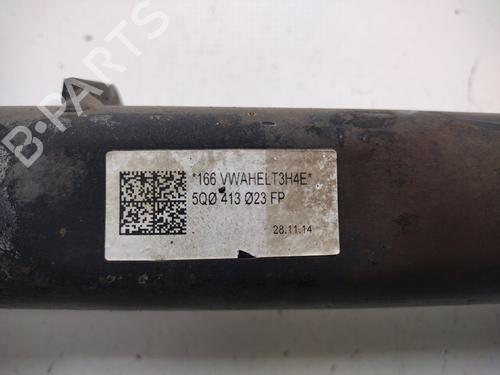 B-PARTS
*166 VWAHELT3H4E*
5QØ 413 Ø23 FP
28.11.14